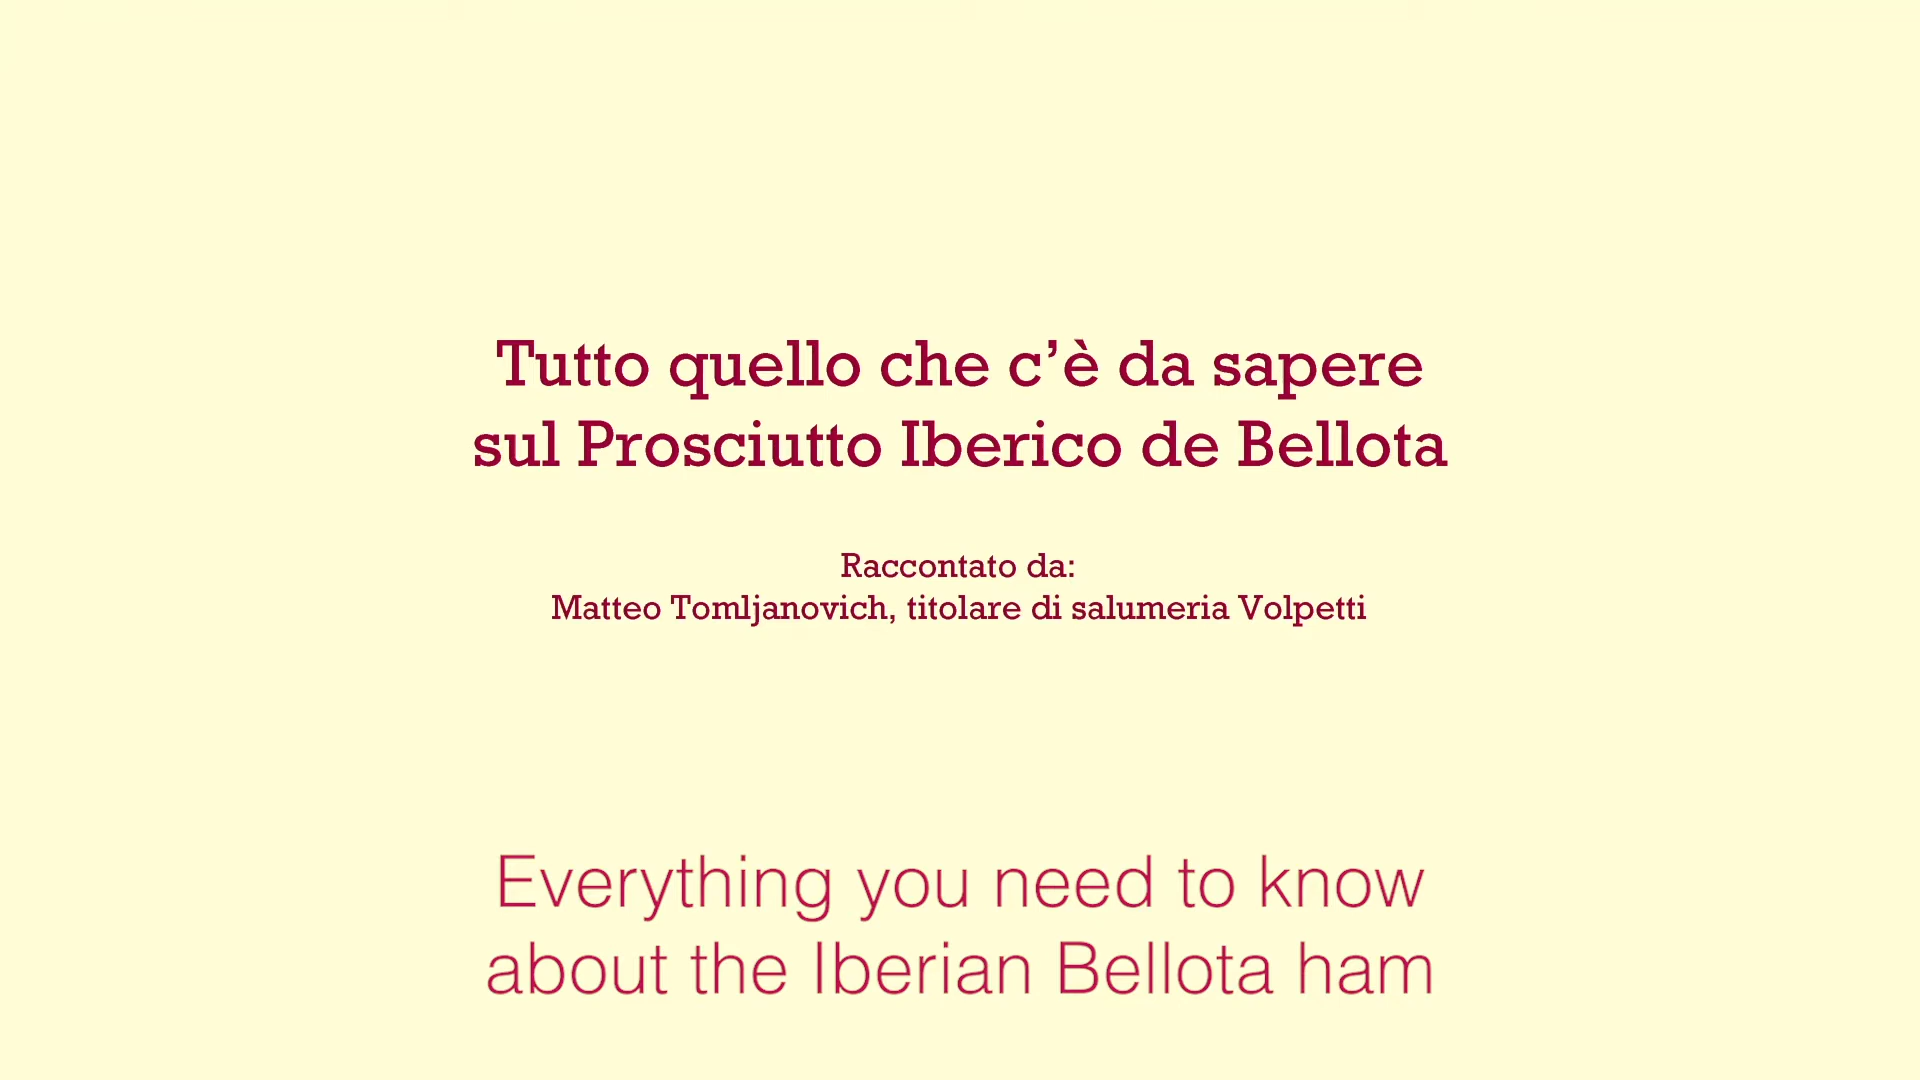 Tutto quello che c’è da sapere
sul Prosciutto Iberico de Bellota
Raccontato da:
Matteo Tomljanovich, titolare di salumeria Volpetti
Everything you need to know
about the Iberian Bellota ham